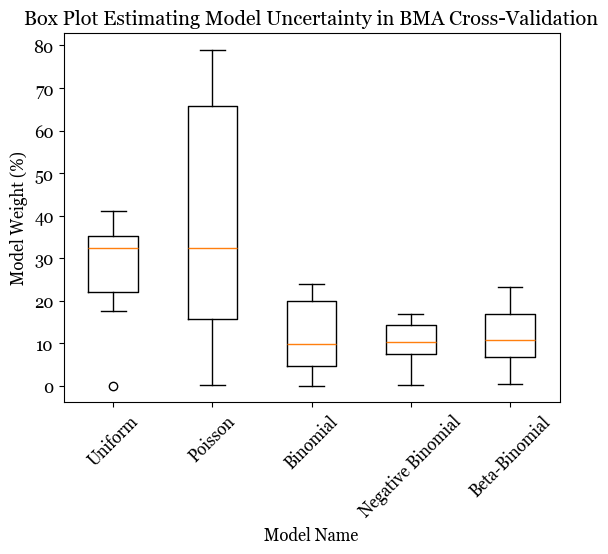 Box Plot Estimating Model Uncertainty in BMA Cross-Validation
Model Weight (%)
80
70
60
50
40
30
20
10
0
Uniform
Poisson
Binomial
Negative Binomial
Beta-Binomial
Model Name